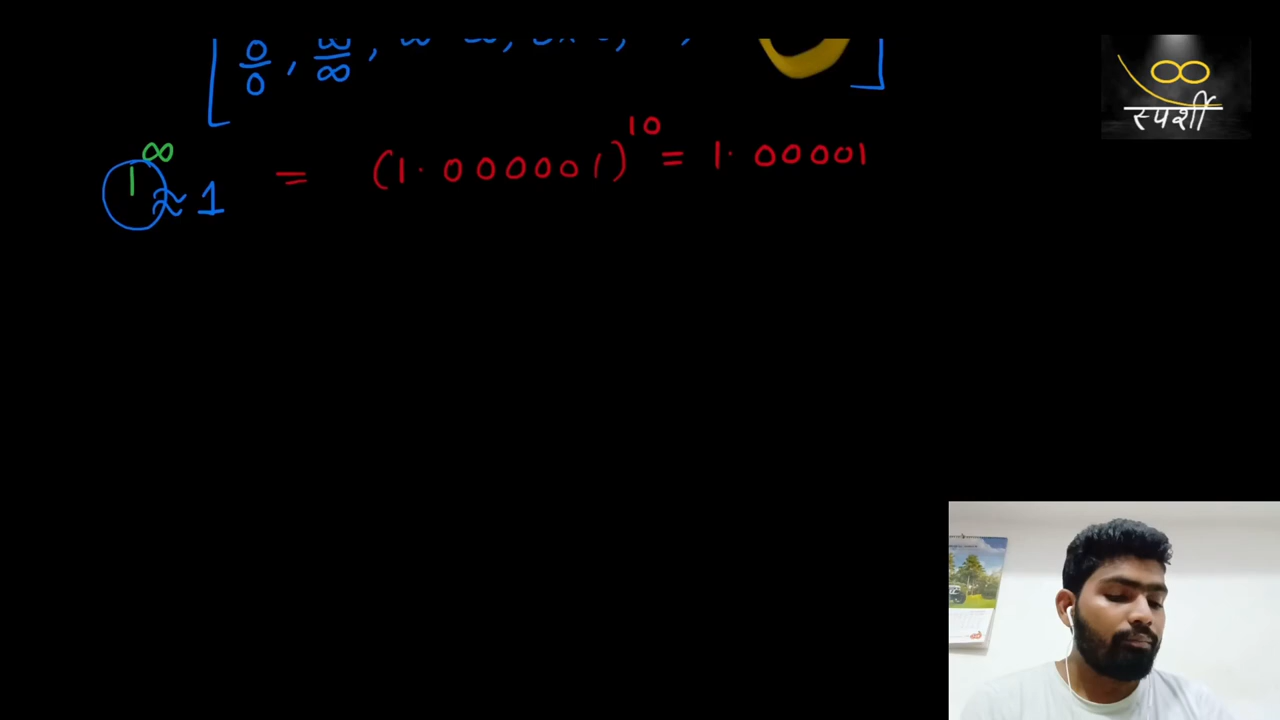 [ 0/0 , ∞/∞ ,
∞ स्पर्शी
1^∞ = (1.000001)^10 = 1.00001
≈ 1